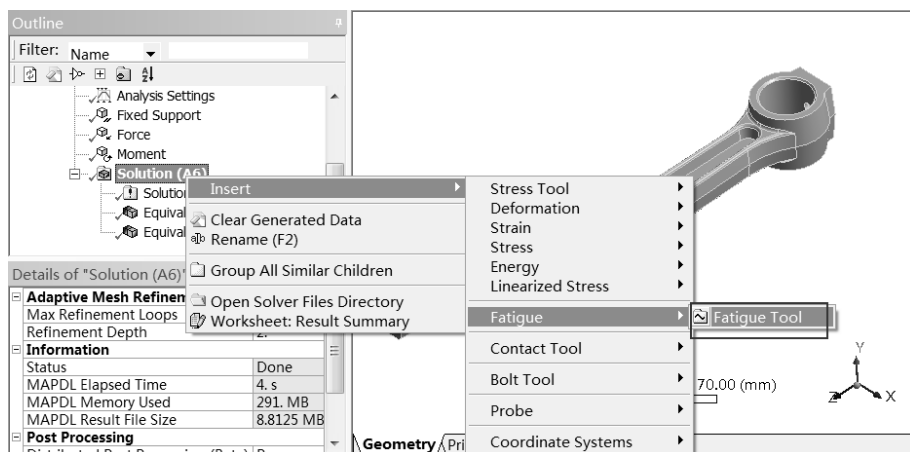 Outline
Filter: Name
Analysis Settings
Fixed Support
Force
Moment
Solution (A6)
Solutio
Equival
Equival
Insert
Clear Generated Data
Rename (F2)
Group All Similar Children
Open Solver Files Directory
Worksheet: Result Summary
Stress Tool
Deformation
Strain
Stress
Energy
Linearized Stress
Fatigue
Contact Tool
Bolt Tool
Probe
Coordinate Systems
Fatigue Tool
Details of "Solution (A6)"
Adaptive Mesh Refinem
Max Refinement Loops
Refinement Depth 2.
Information
Status Done
MAPDL Elapsed Time 4. s
MAPDL Memory Used 291. MB
MAPDL Result File Size 8.8125 MB
Post Processing
70.00 (mm)
Y
Z X
Geometry Pri